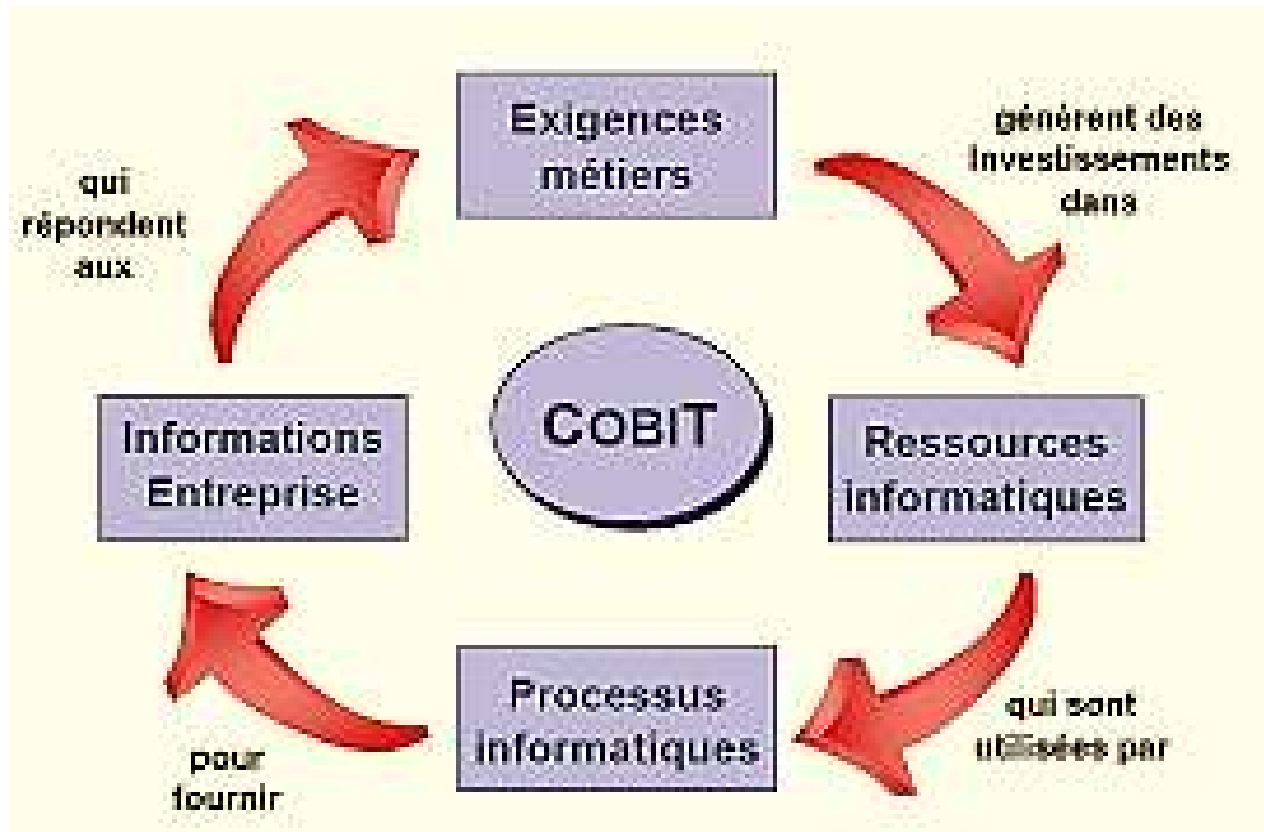 Exigences
métiers
génèrent des
Investissements
dans
Ressources
informatiques
qui sont
utilisées par
Processus
informatiques
pour
fournir
Informations
Entreprise
qui
répondent
aux
COBIT